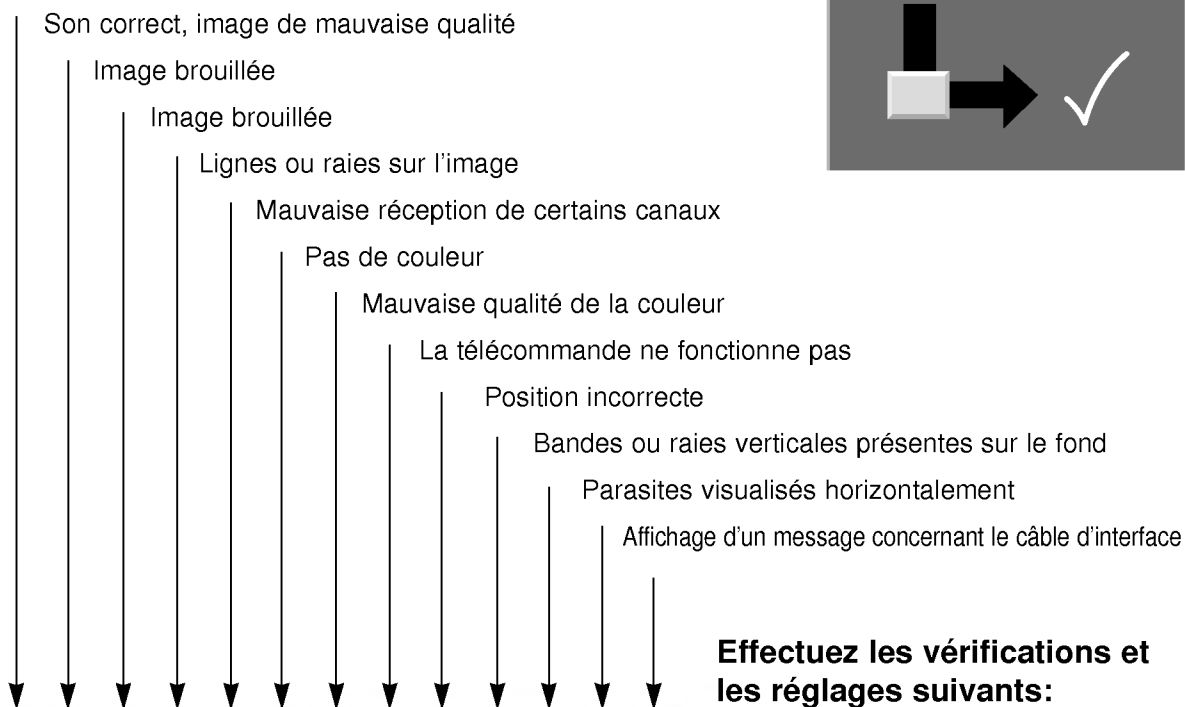 Son correct, image de mauvaise qualité
Image brouillée
Image brouillée
Lignes ou raies sur l'image
Mauvaise réception de certains canaux
Pas de couleur
Mauvaise qualité de la couleur
La télécommande ne fonctionne pas
Position incorrecte
Bandes ou raies verticales présentes sur le fond
Parasites visualisés horizontalement
Affichage d'un message concernant le câble d'interface
Effectuez les vérifications et
les réglages suivants: